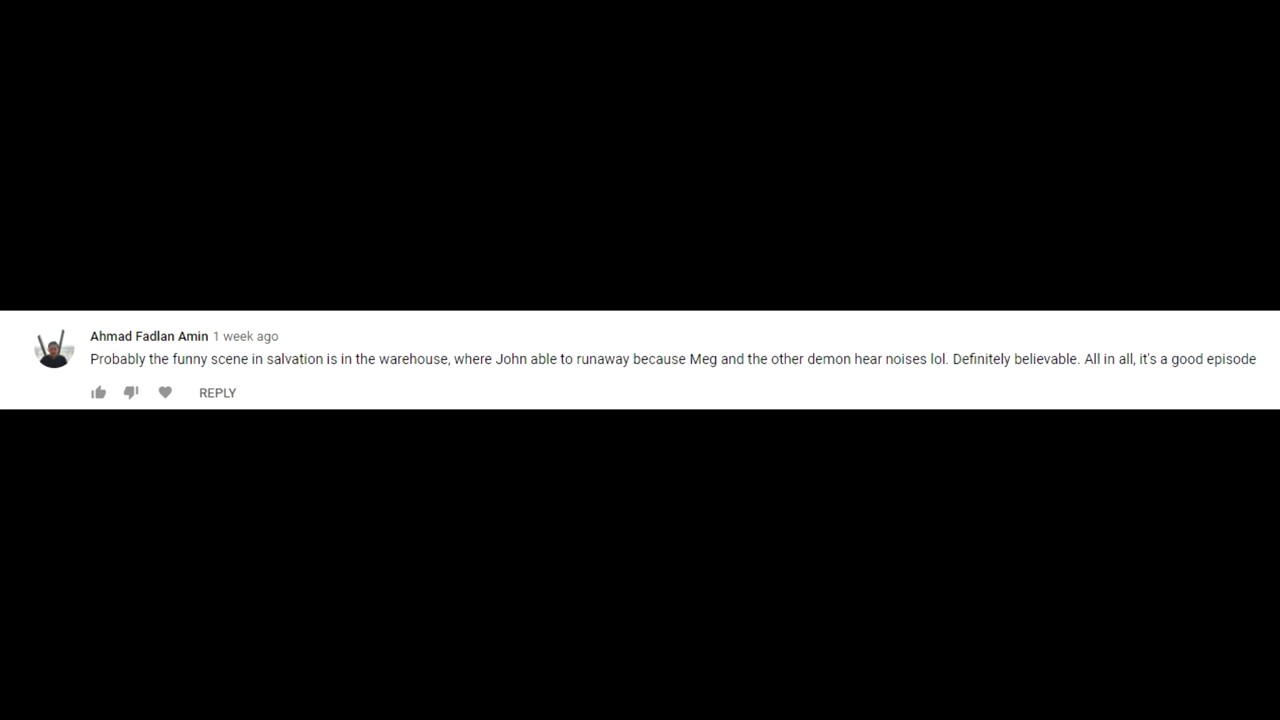 Ahmad Fadlan Amin 1 week ago
Probably the funny scene in salvation is in the warehouse, where John able to runaway because Meg and the other demon hear noises lol. Definitely believable. All in all, it's a good episode
REPLY